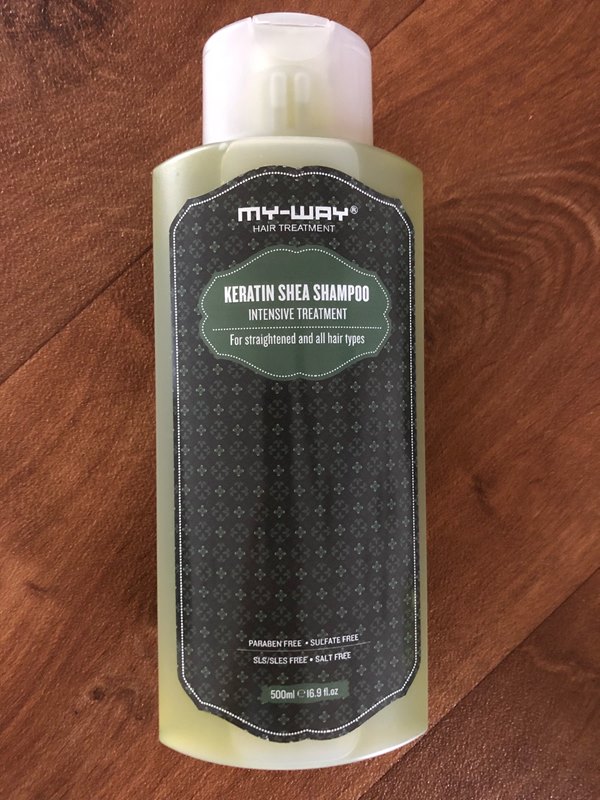 MY-WAY®
HAIR TREATMENT
KERATIN SHEA SHAMPOO
INTENSIVE TREATMENT
For straightened and all hair types
PARABEN FREE • SULFATE FREE
SLS/SLES FREE • SALT FREE
500ml ℮ 16.9 fl.oz